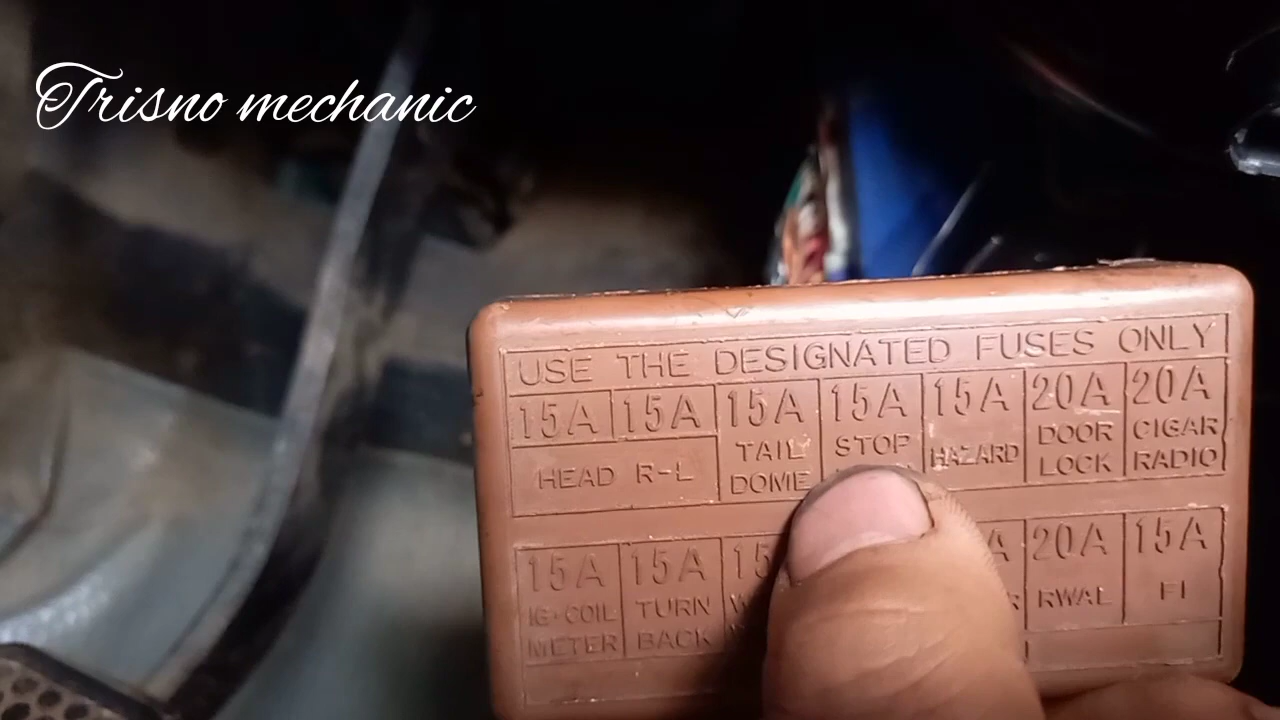 Trisno mechanic
USE THE DESIGNATED FUSES ONLY
15A 15A 15A 15A 15A 20A 20A
HEAD R-L TAIL STOP HAZARD DOOR CIGAR
DOME LOCK RADIO
15A 15A 15 20A 15A
IG·COIL TURN RWAL FI
METER BACK